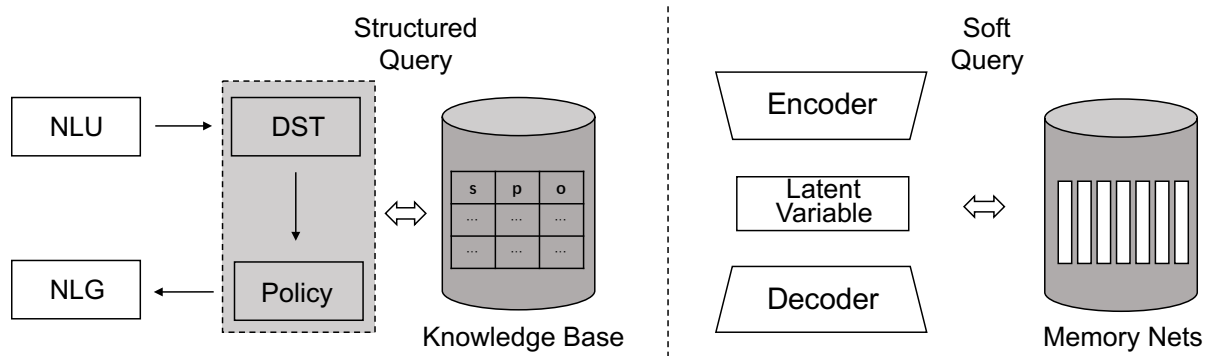 Structured
Query
NLU
DST
s p o
... ... ...
... ... ...
NLG
Policy
Knowledge Base
Soft
Query
Encoder
Latent
Variable
Decoder
Memory Nets